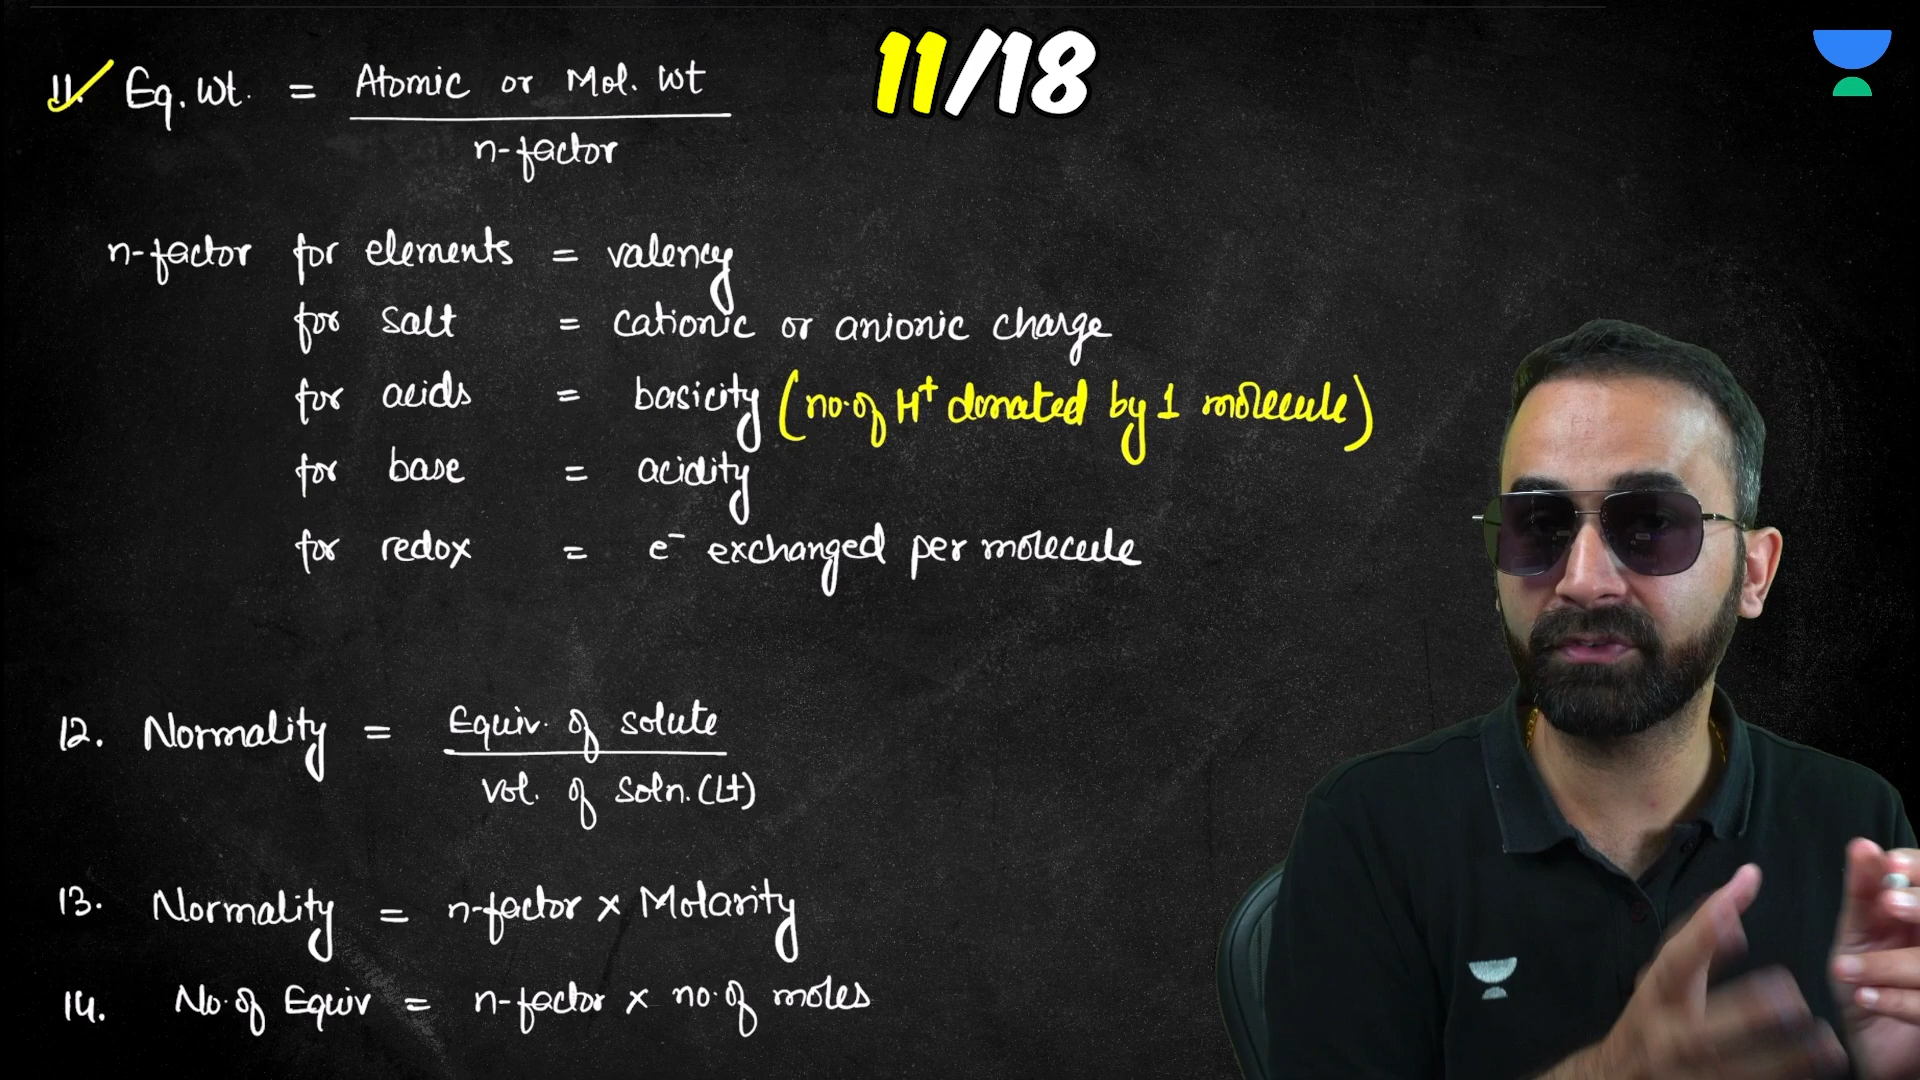 11/18
11. Eq. Wt. = Atomic or Mol. Wt
n-factor
n-factor for elements = valency
for salt = cationic or anionic charge
for acids = basicity (no. of H⁺ donated by 1 molecule)
for base = acidity
for redox = e⁻ exchanged per molecule
12. Normality = Equiv. of solute
vol. of soln. (Lt)
13. Normality = n-factor × Molarity
14. No. of Equiv = n-factor × no. of moles